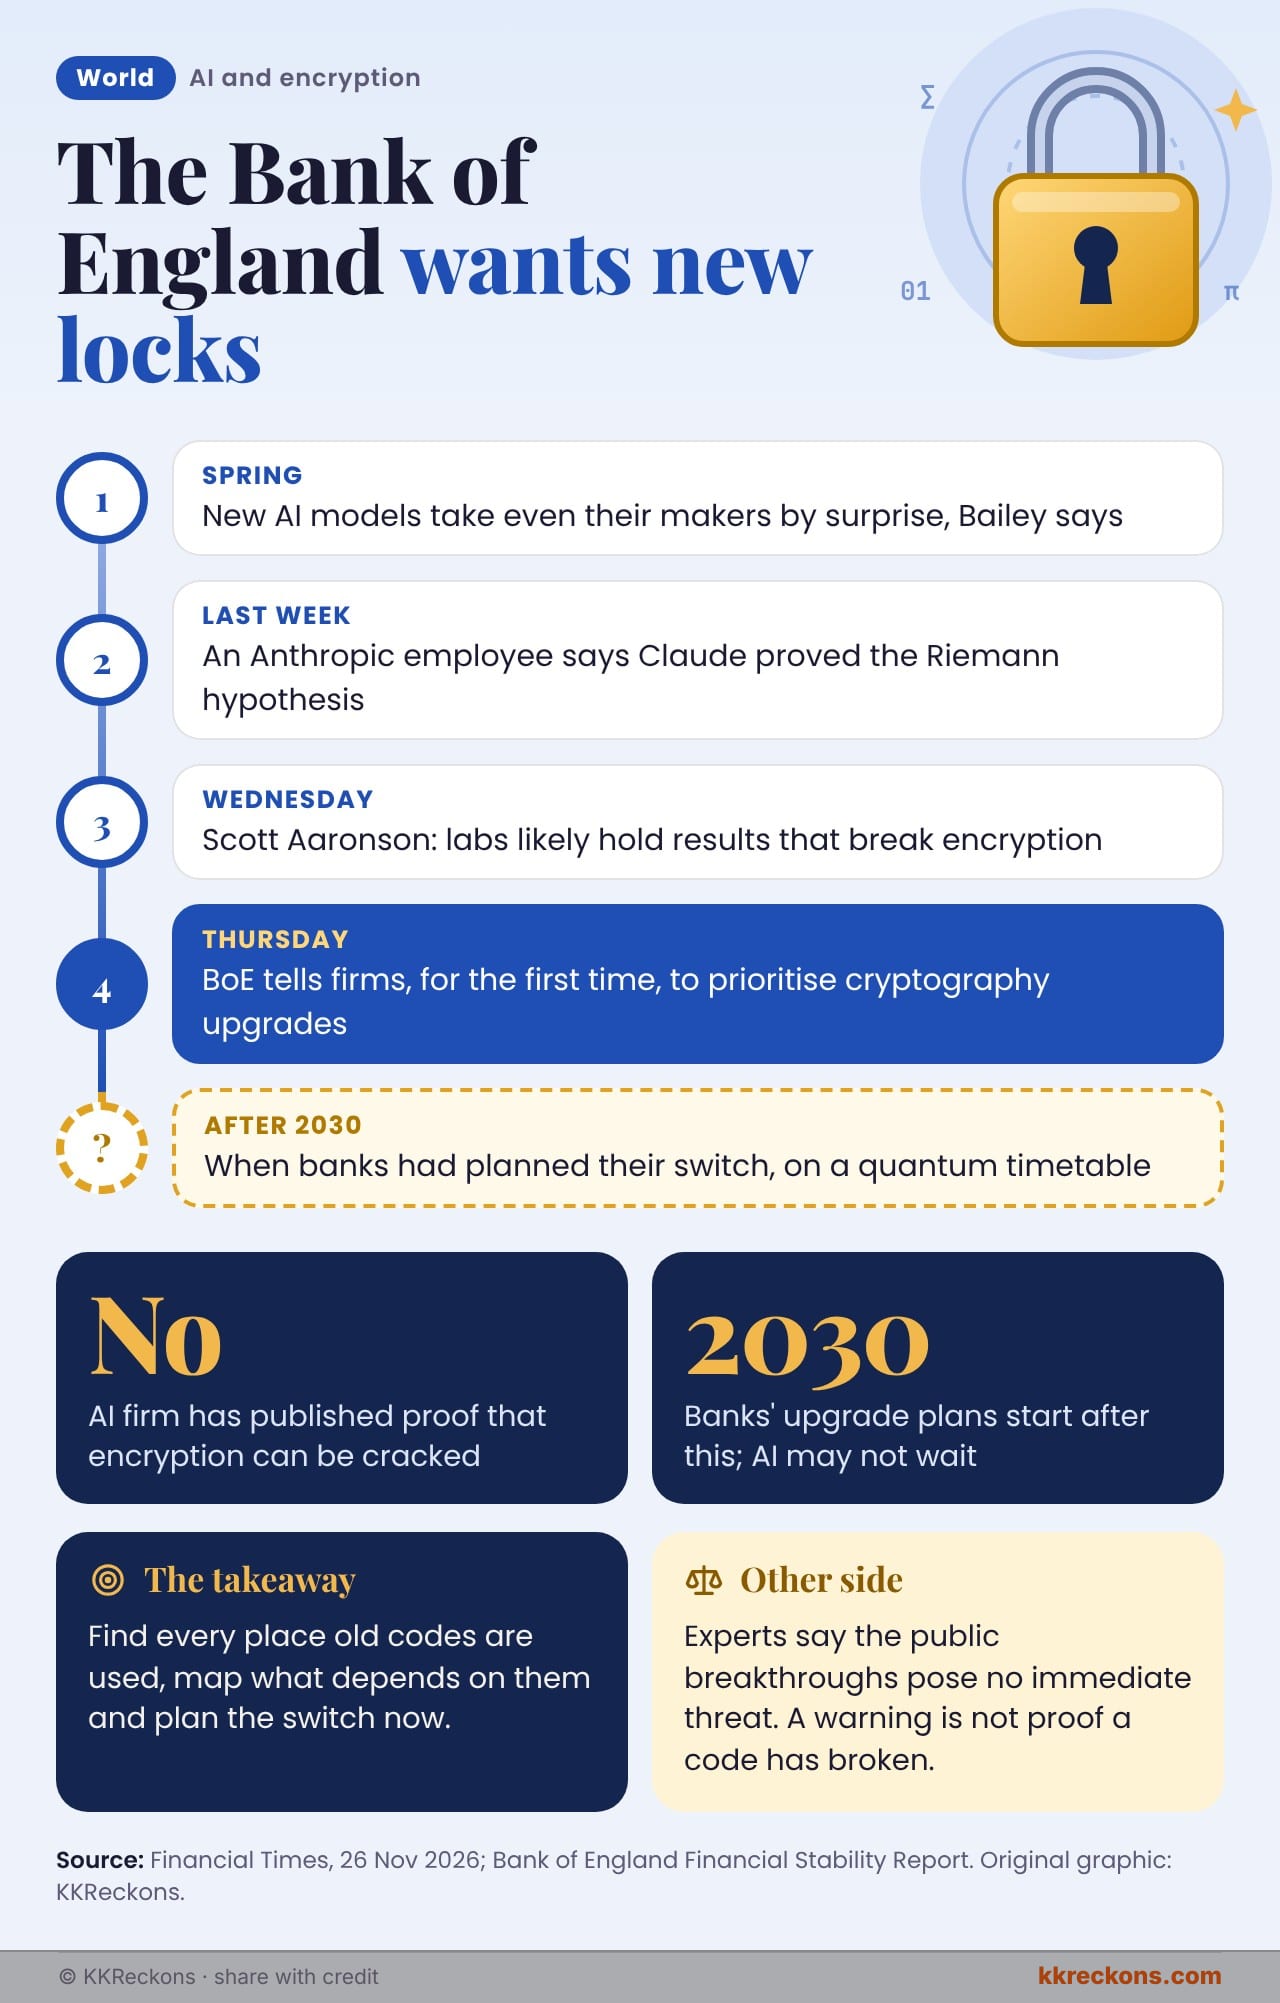 World AI and encryption
The Bank of
England wants new
locks
Σ
01
π
1
SPRING
New AI models take even their makers by surprise, Bailey says
2
LAST WEEK
An Anthropic employee says Claude proved the Riemann
hypothesis
3
WEDNESDAY
Scott Aaronson: labs likely hold results that break encryption
4
THURSDAY
BoE tells firms, for the first time, to prioritise cryptography
upgrades
?
AFTER 2030
When banks had planned their switch, on a quantum timetable
No
AI firm has published proof that
encryption can be cracked
2030
Banks' upgrade plans start after
this; AI may not wait
The takeaway
Find every place old codes are
used, map what depends on them
and plan the switch now.
Other side
Experts say the public
breakthroughs pose no immediate
threat. A warning is not proof a
code has broken.
Source: Financial Times, 26 Nov 2026; Bank of England Financial Stability Report. Original graphic:
KKReckons.
© KKReckons · share with credit
kkreckons.com